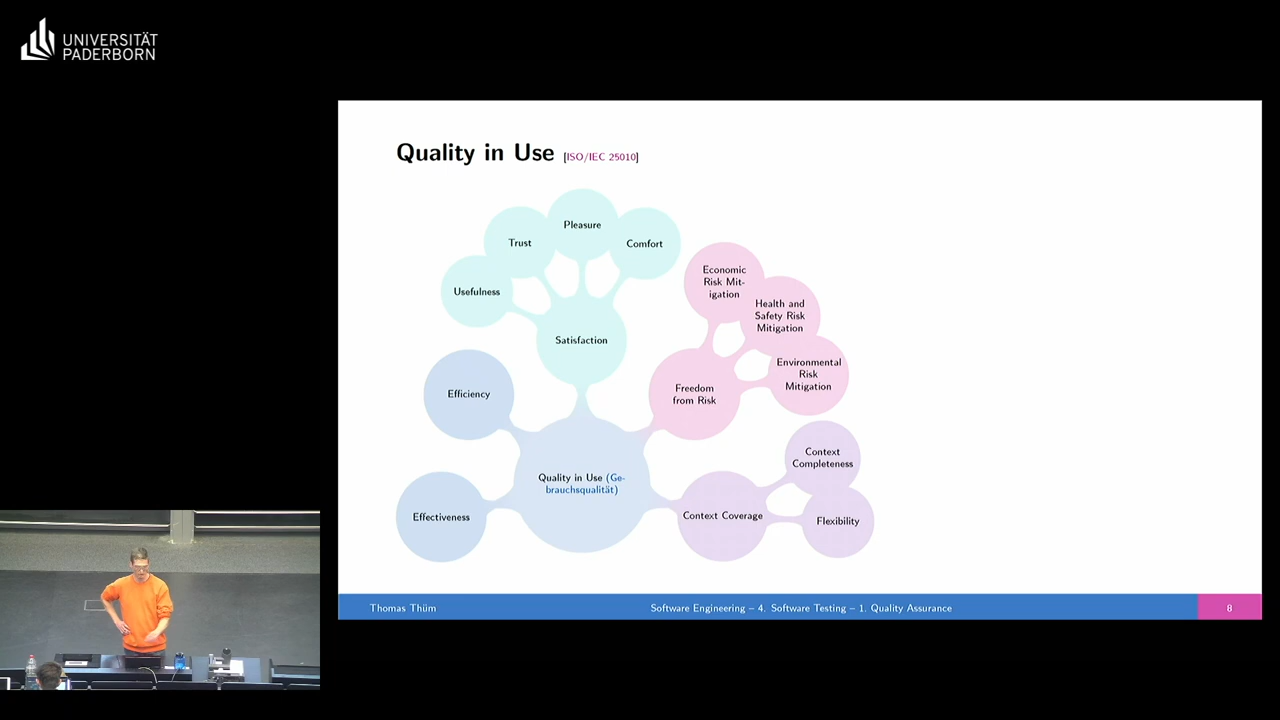 UNIVERSITÄT
PADERBORN
Quality in Use [ISO/IEC 25010]
Pleasure
Trust
Comfort
Usefulness
Satisfaction
Economic
Risk Mit-
igation
Health and
Safety Risk
Mitigation
Environmental
Risk
Mitigation
Freedom
from Risk
Efficiency
Quality in Use (Ge-
brauchsqualität)
Effectiveness
Context
Completeness
Context Coverage
Flexibility
Thomas Thüm
Software Engineering – 4. Software Testing – 1. Quality Assurance
8